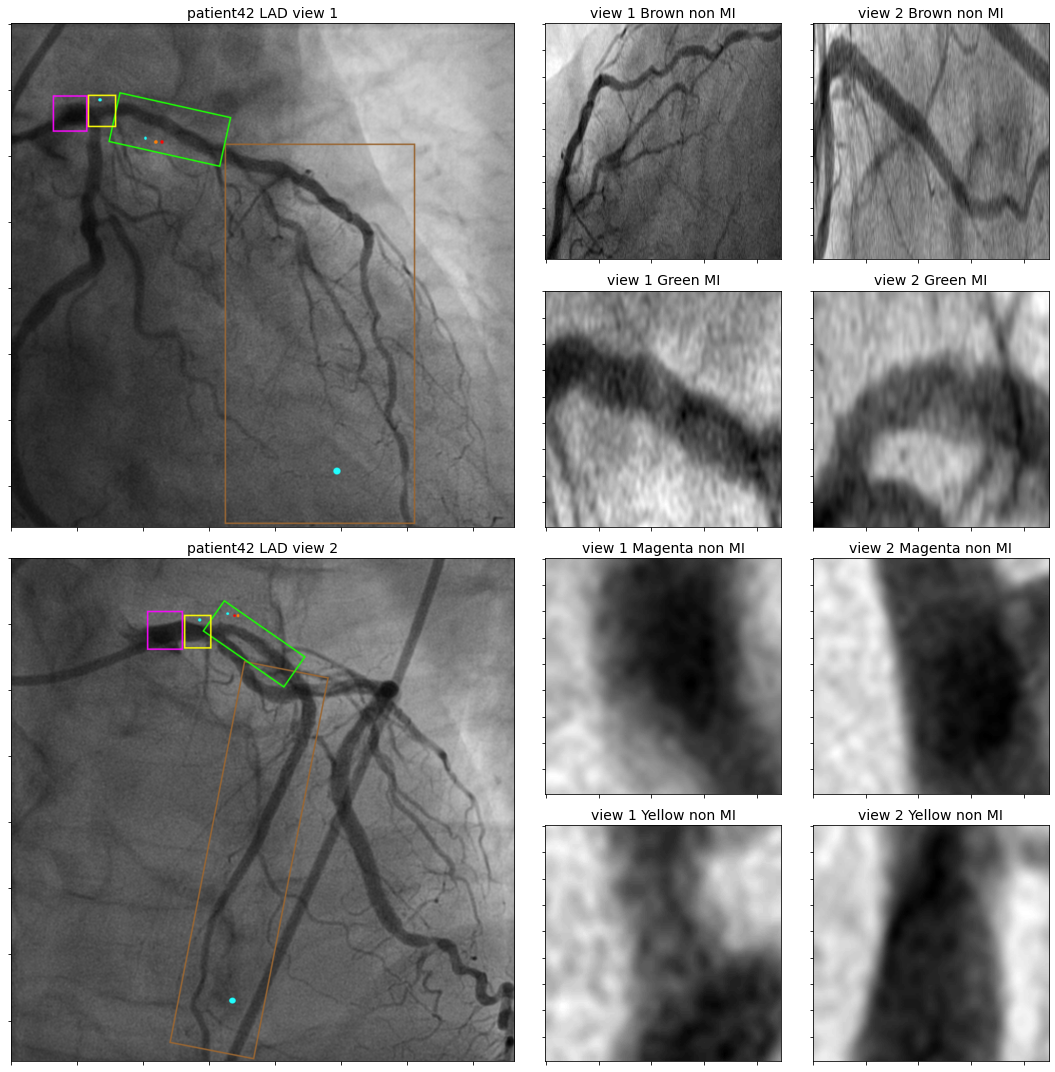 patient42 LAD view 1
view 1 Brown non MI
view 2 Brown non MI
view 1 Green MI
view 2 Green MI
patient42 LAD view 2
view 1 Magenta non MI
view 2 Magenta non MI
view 1 Yellow non MI
view 2 Yellow non MI